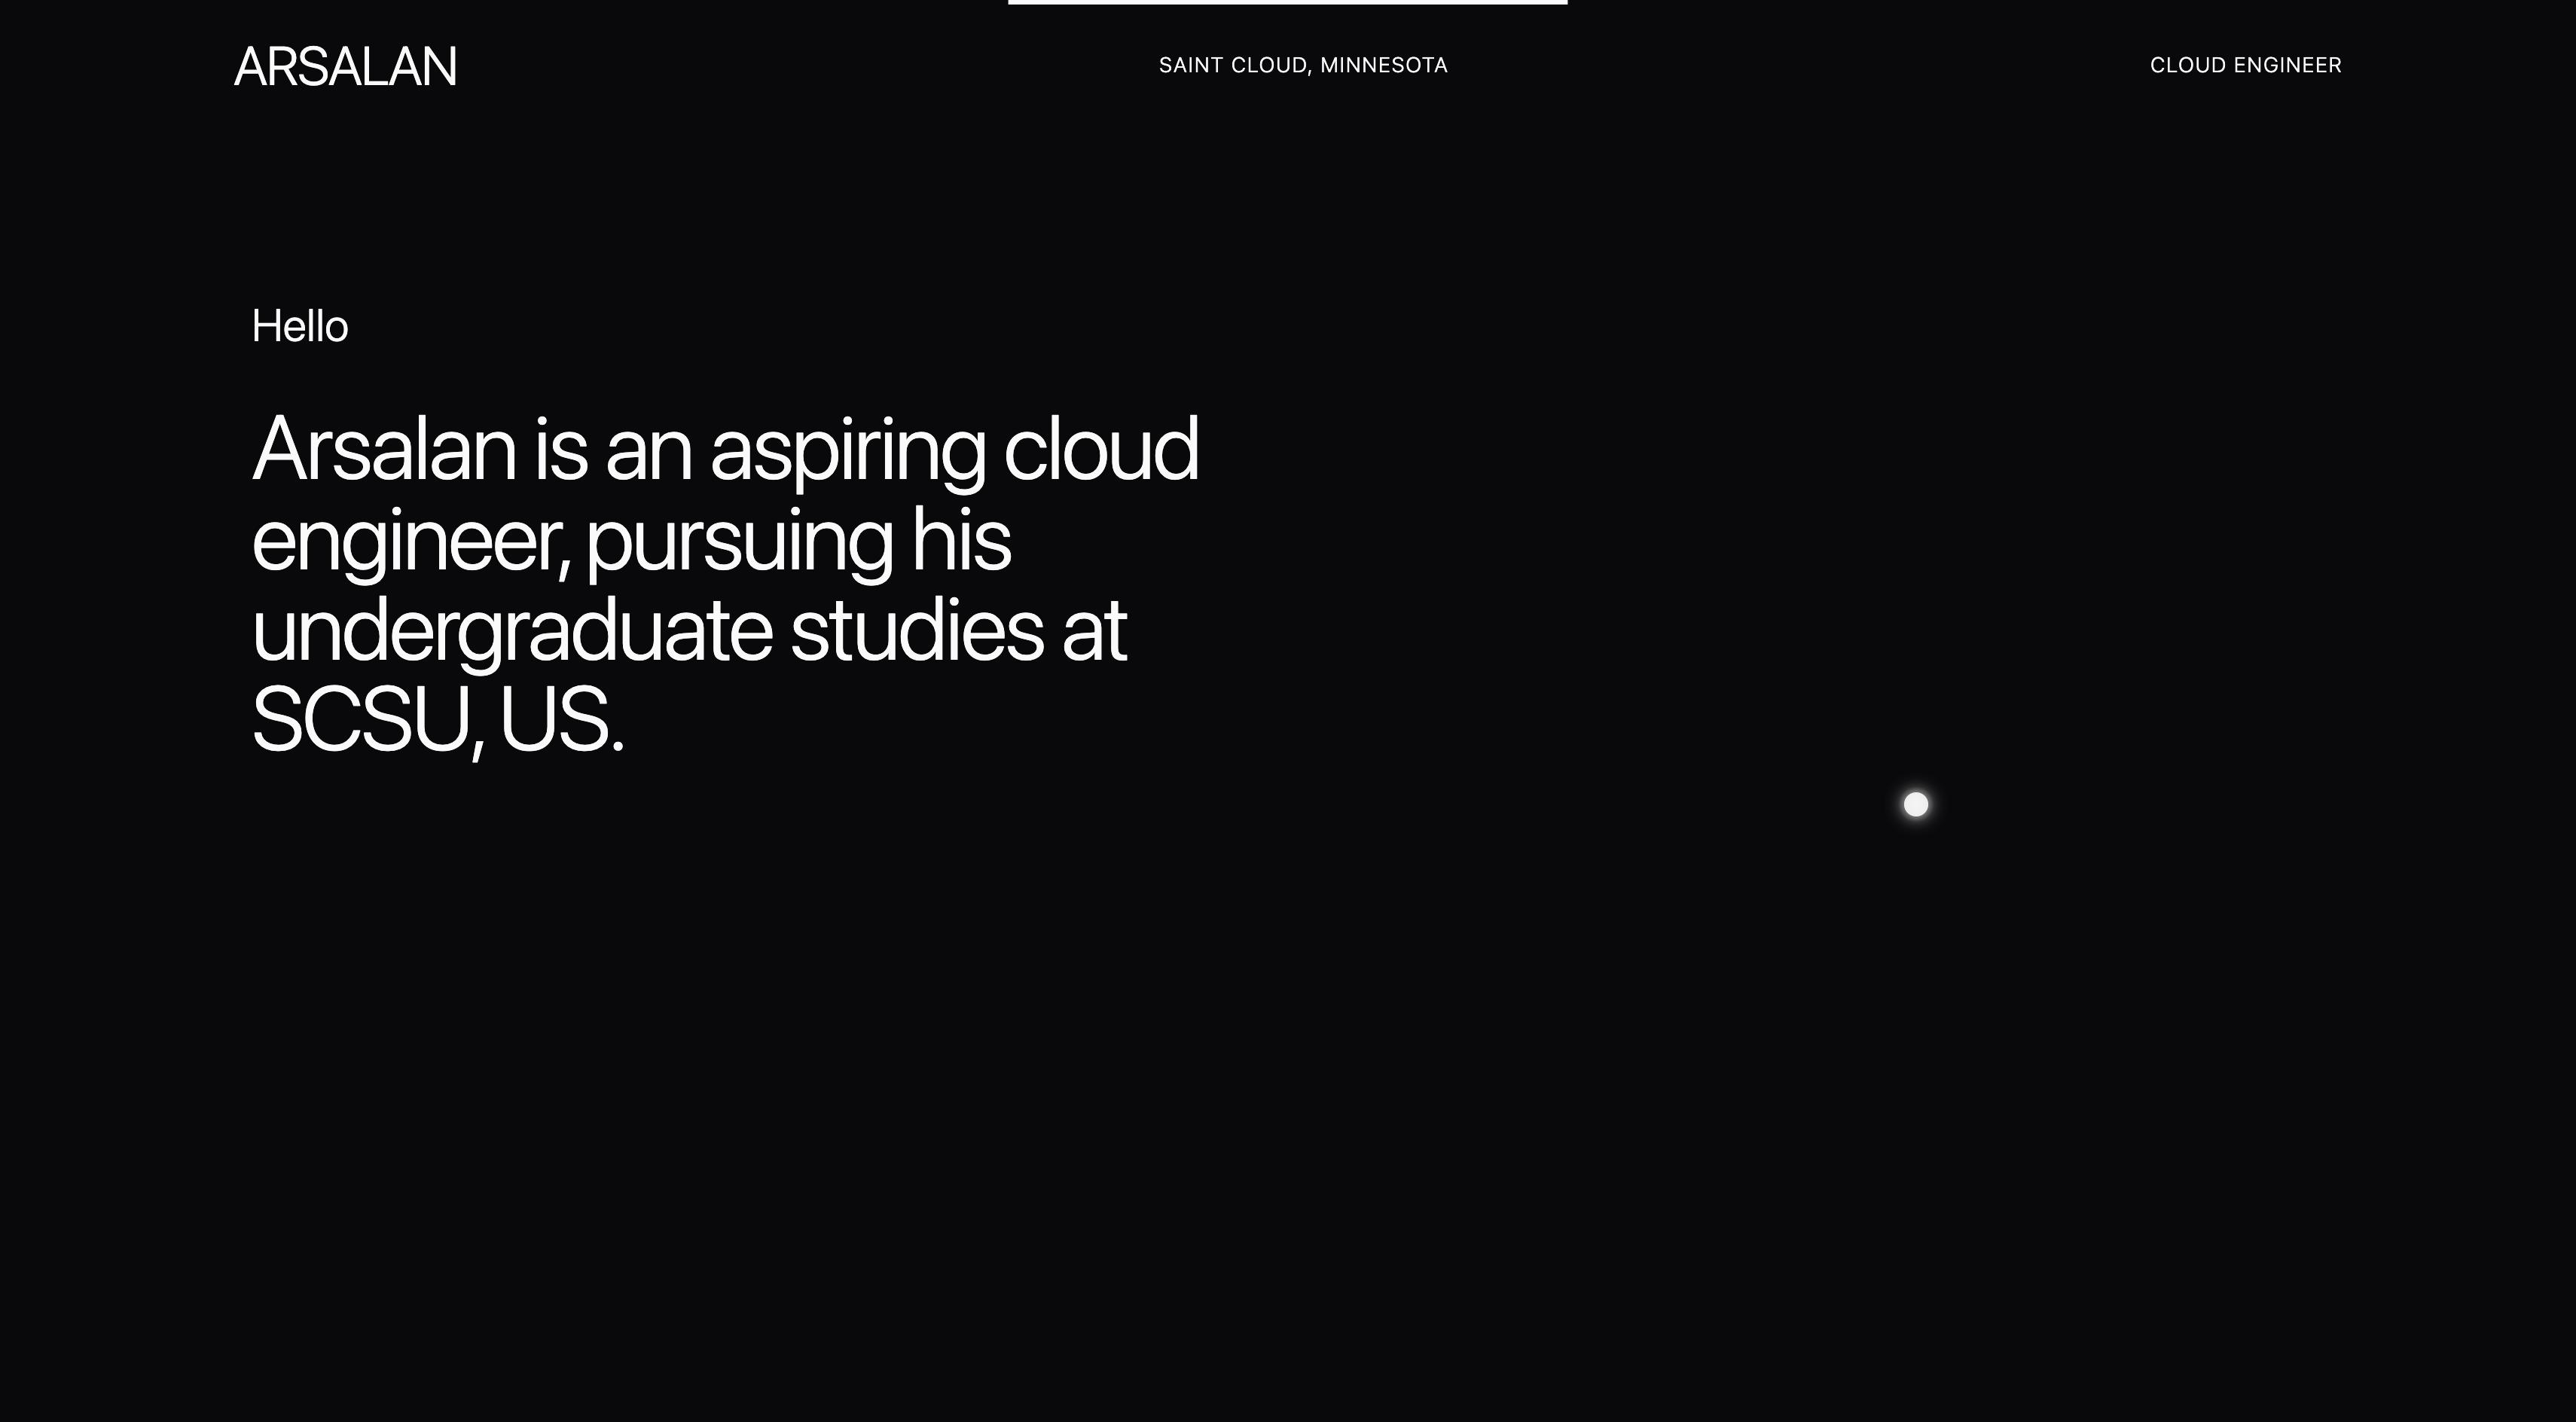 ARSALAN
SAINT CLOUD, MINNESOTA
CLOUD ENGINEER
Hello
Arsalan is an aspiring cloud
engineer, pursuing his
undergraduate studies at
SCSU, US.